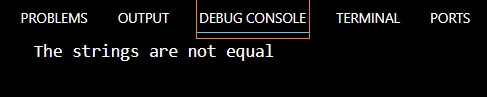 PROBLEMS OUTPUT DEBUG CONSOLE TERMINAL PORTS
The strings are not equal